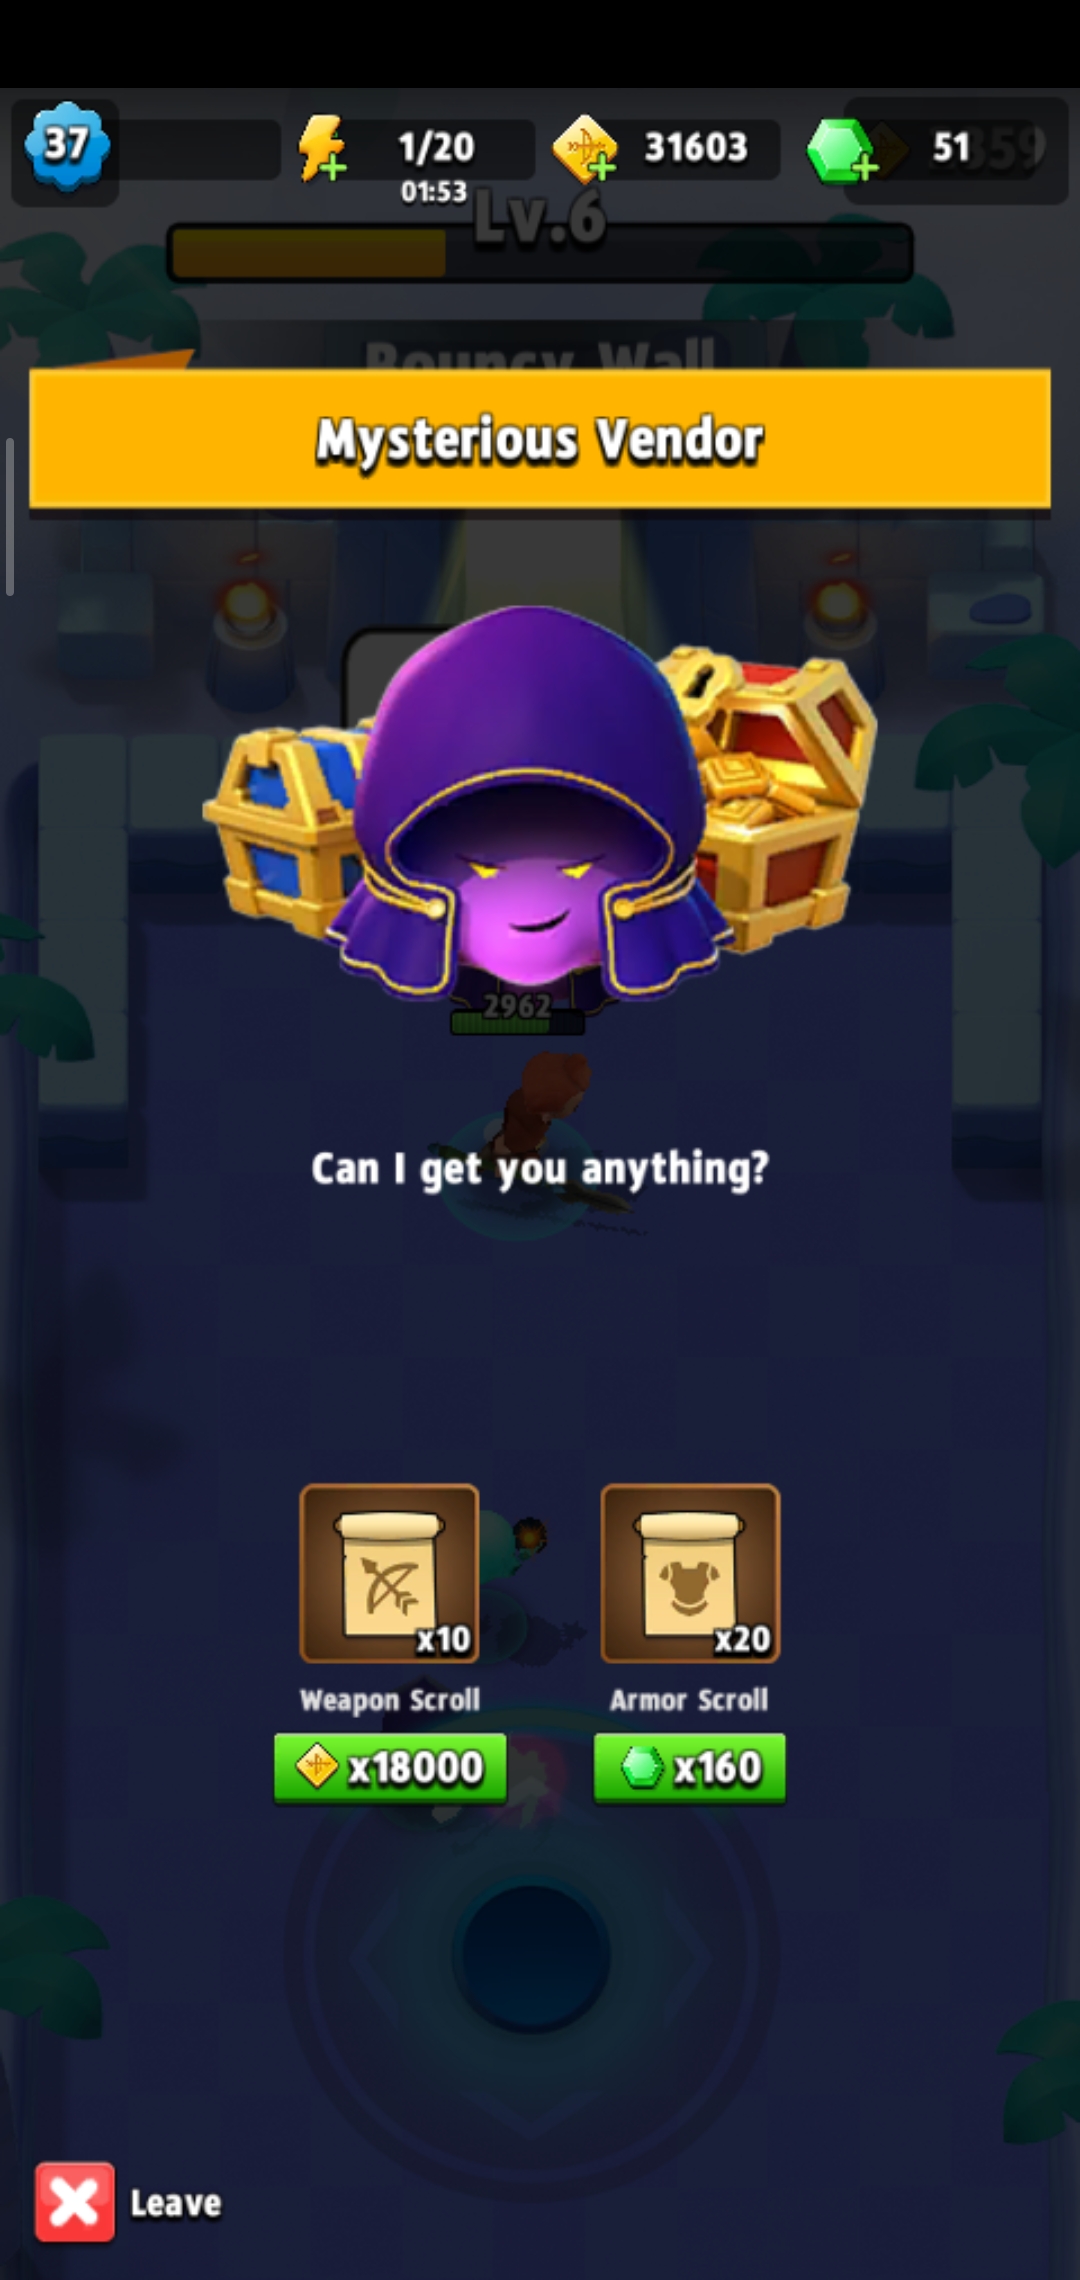 37
1/20
31603
51
01:53
Lv.6
Bouncy Wall
Mysterious Vendor
2962
Can I get you anything?
x10
x20
Weapon Scroll
Armor Scroll
x18000
x160
Leave